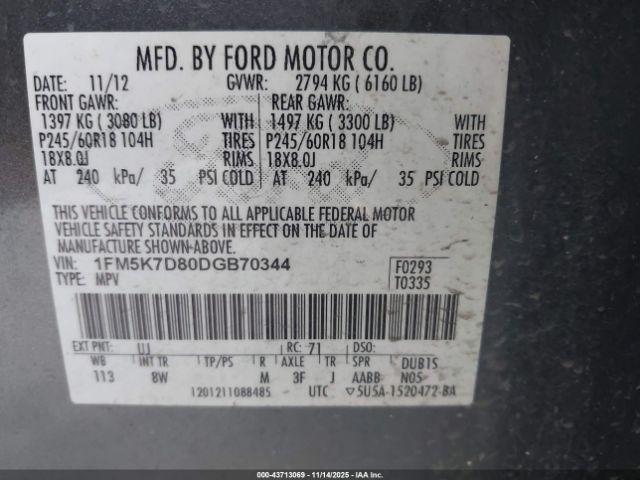 MFD. BY FORD MOTOR CO.
DATE: 11/12 GVWR: 2794 KG ( 6160 LB)
FRONT GAWR: REAR GAWR:
1397 KG ( 3080 LB) WITH 1497 KG ( 3300 LB) WITH
P245/60R18 104H TIRES P245/60R18 104H TIRES
18X8.0J RIMS 18X8.0J RIMS
AT 240 kPa/ 35 PSI COLD AT 240 kPa/ 35 PSI COLD
THIS VEHICLE CONFORMS TO ALL APPLICABLE FEDERAL MOTOR
VEHICLE SAFETY STANDARDS IN EFFECT ON THE DATE OF
MANUFACTURE SHOWN ABOVE.
VIN: 1FM5K7D80DGB70344 F0293
TYPE: MPV T0335
EXT PNT: UJ RC: 71 DSO:
WB INT TR TP/PS R AXLE TR SPR DUB1S
113 8W M 3F J AABB N05
1201211088485 UTC ▽5U5A-1520472-BA
00-43713069 - 11/14/2025 - IAAI.com